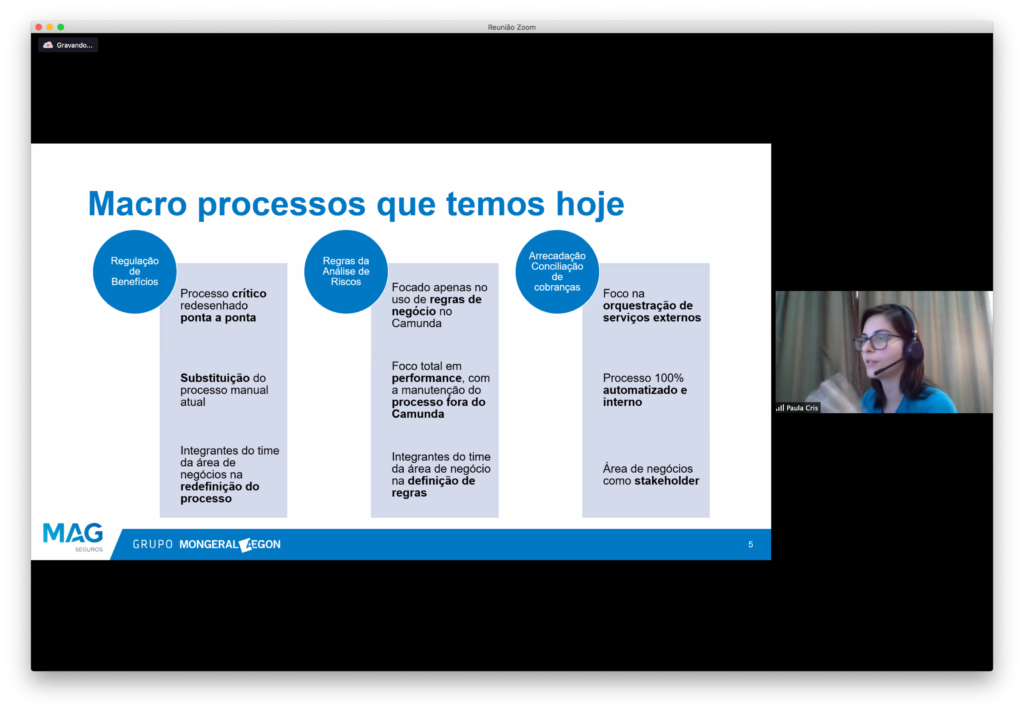 Reunião Zoom
Gravando...
Macro processos que temos hoje
Regulação
de
Benefícios
Processo crítico
redesenhado
ponta a ponta
Substituição do
processo manual
atual
Integrantes do time
da área de
negócios na
redefinição do
processo
Regras da
Análise de
Riscos
Focado apenas no
uso de regras de
negócio no
Camunda
Foco total em
performance, com
a manutenção do
processo fora do
Camunda
Integrantes do time
da área de negócio
na definição de
regras
Arrecadação
Conciliação
de
cobranças
Foco na
orquestração de
serviços externos
Processo 100%
automatizado e
interno
Área de negócios
como stakeholder
Paula Cris
MAG
SEGUROS
GRUPO MONGERAL AEGON
5